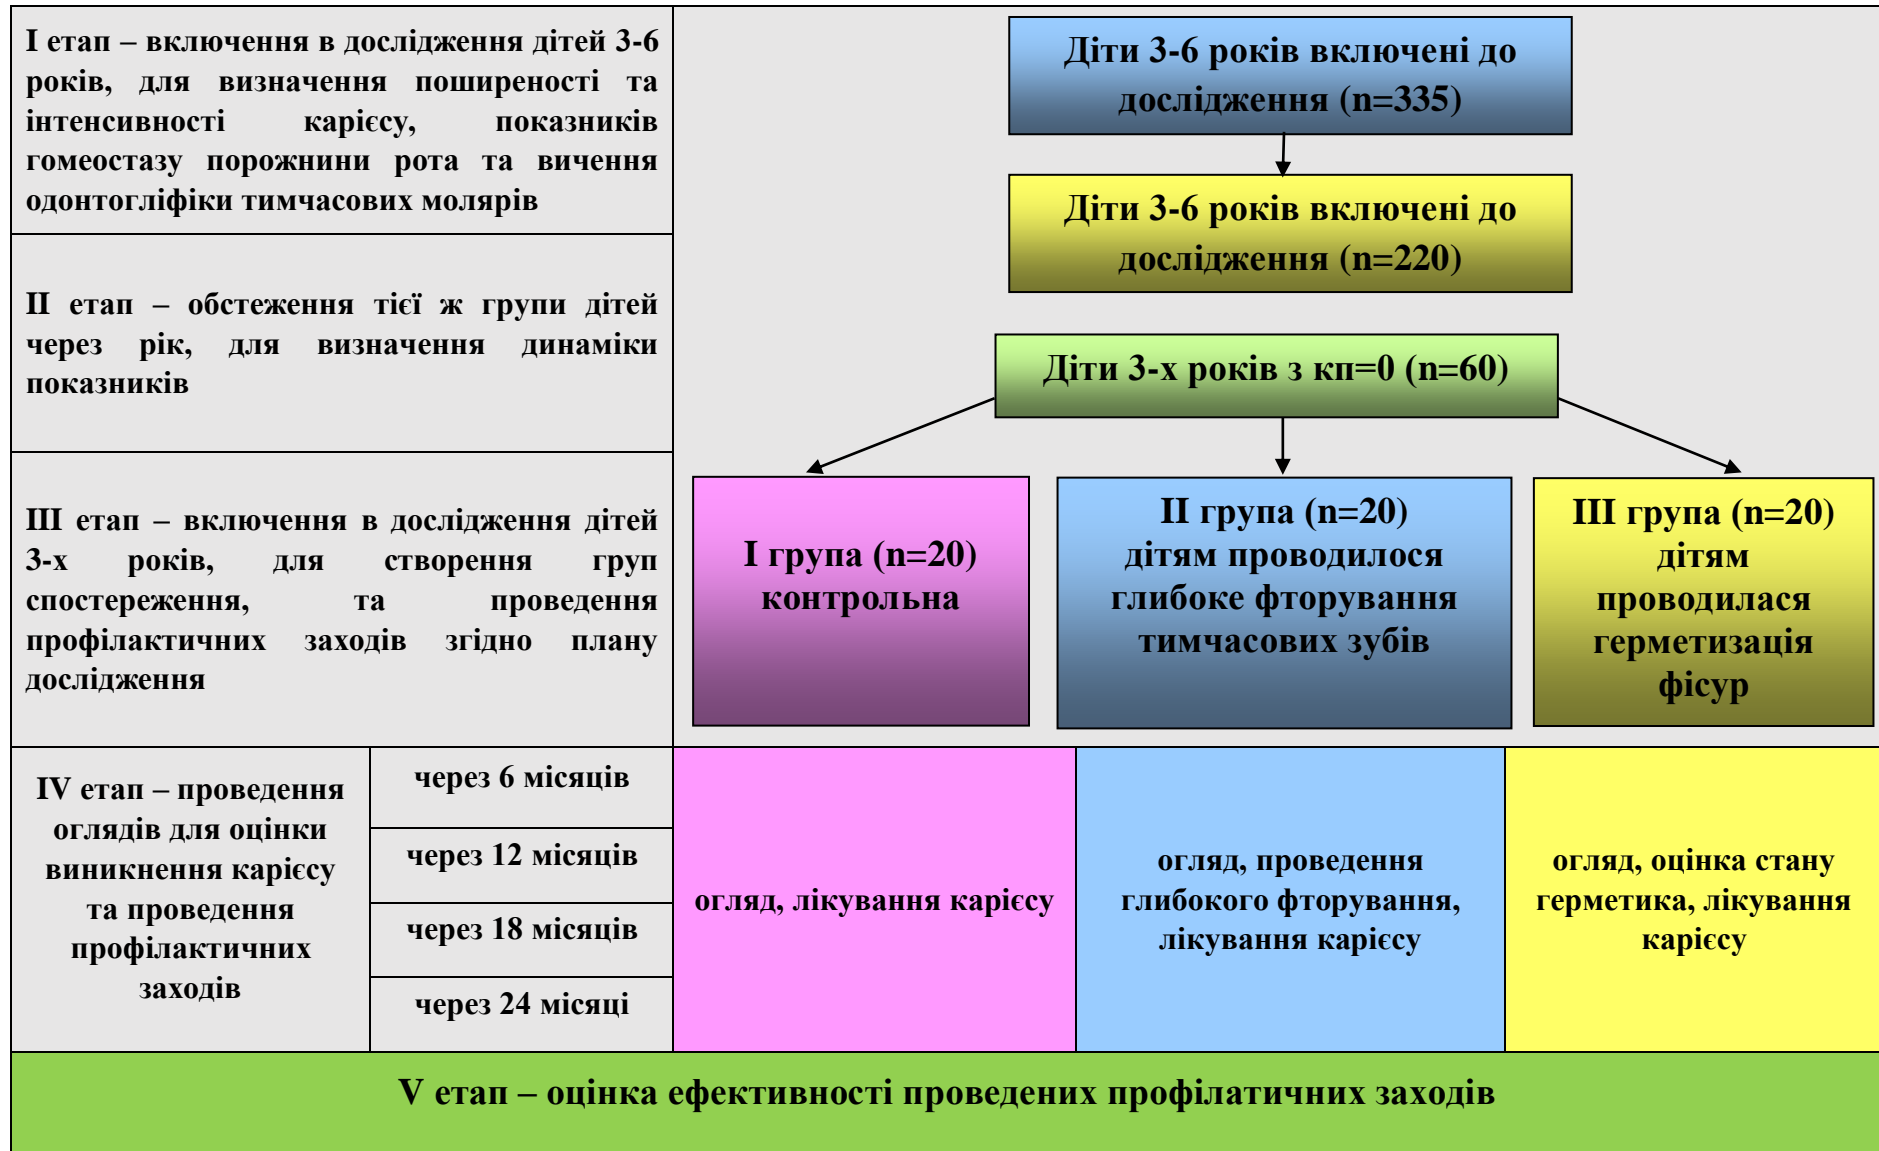 I етап – включення в дослідження дітей 3-6
років, для визначення поширеності та
інтенсивності карієсу, показників
гомеостазу порожнини рота та вичення
одонтогліфіки тимчасових молярів
Діти 3-6 років включені до
дослідження (n=335)
Діти 3-6 років включені до
дослідження (n=220)
II етап – обстеження тієї ж групи дітей
через рік, для визначення динаміки
показників
Діти 3-х років з кп=0 (n=60)
III етап – включення в дослідження дітей
3-х років, для створення груп
спостереження, та проведення
профілактичних заходів згідно плану
дослідження
I група (n=20)
контрольна
II група (n=20)
дітям проводилося
глибоке фторування
тимчасових зубів
III група (n=20)
дітям
проводилася
герметизація
фісур
IV етап – проведення
оглядів для оцінки
виникнення карієсу
та проведення
профілактичних
заходів
через 6 місяців
через 12 місяців
через 18 місяців
через 24 місяці
огляд, лікування карієсу
огляд, проведення
глибокого фторування,
лікування карієсу
огляд, оцінка стану
герметика, лікування
карієсу
V етап – оцінка ефективності проведених профілатичних заходів